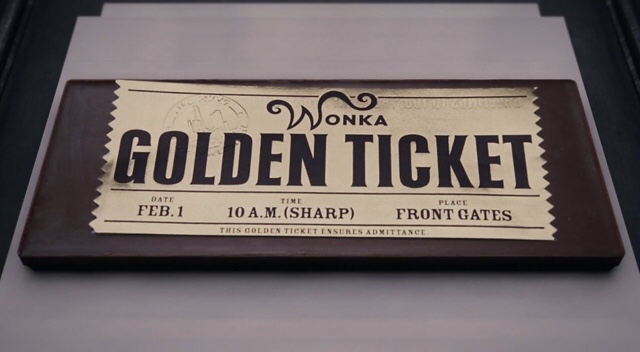 WONKA
GOLDEN TICKET
DATE TIME PLACE
FEB. 1 10 A.M. (SHARP) FRONT GATES
THIS GOLDEN TICKET ENSURES ADMITTANCE.